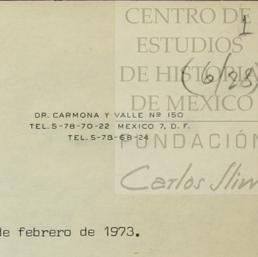 CENTRO DE
ESTUDIOS
DE HISTORIA
DE MÉXICO
FUNDACIÓN
Carlos Slim
1
(6/28)
DR. CARMONA Y VALLE Nº 150
TEL. 5-78-70-22 MEXICO 7, D. F.
TEL. 5-78-68-24
de febrero de 1973.